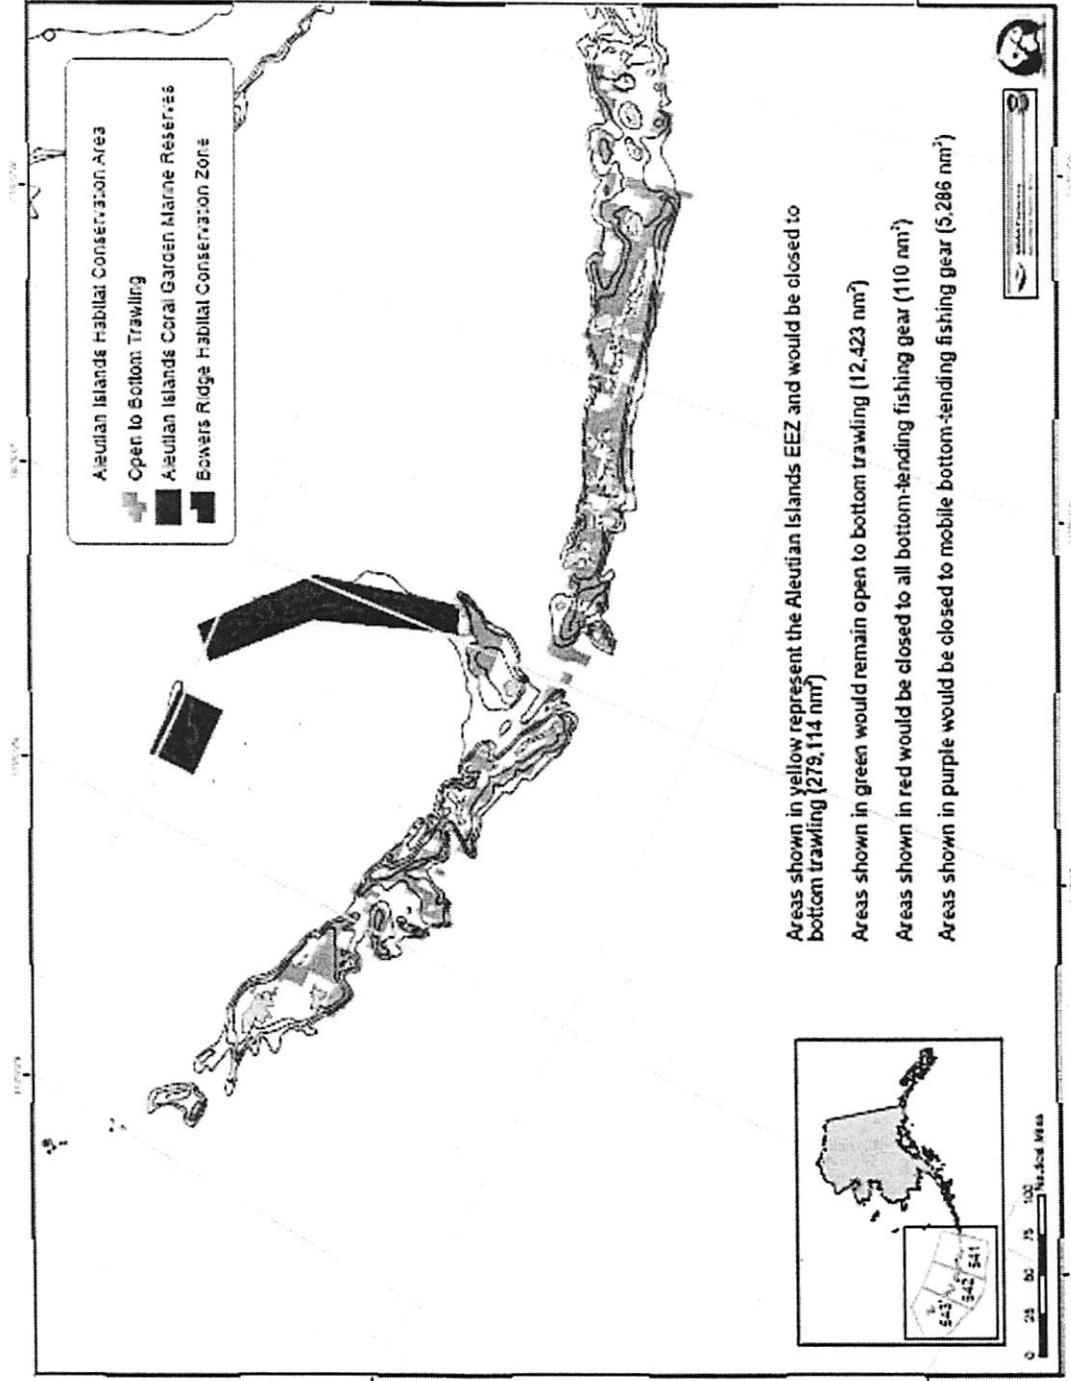 Aleutian Islands Habitat Conservation Area
Open to Bottom Trawling
Aleutian Islands Coral Garden Marine Reserves
Bowers Ridge Habitat Conservation Zone
Areas shown in yellow represent the Aleutian Islands EEZ and would be closed to
bottom trawling (279,114 nm²)
Areas shown in green would remain open to bottom trawling (12,423 nm²)
Areas shown in red would be closed to all bottom-tending fishing gear (110 nm²)
Areas shown in purple would be closed to mobile bottom-tending fishing gear (5,286 nm²)
543
542
541
0 25 50 75 100
Nautical Miles